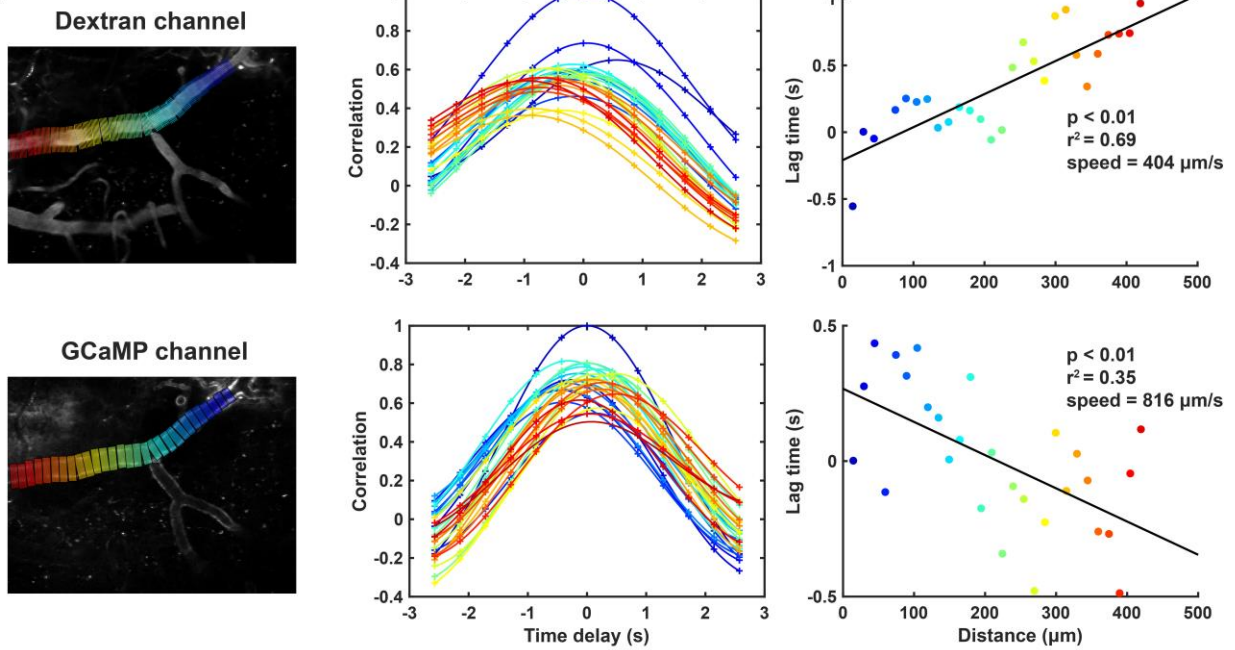 Dextran channel
Correlation
0.8
0.6
0.4
0.2
0
-0.2
-0.4
-3 -2 -1 0 1 2 3
Lag time (s)
0.5
0
-0.5
-1
0 100 200 300 400 500
p < 0.01
r² = 0.69
speed = 404 µm/s
GCaMP channel
Correlation
1
0.8
0.6
0.4
0.2
0
-0.2
-0.4
-3 -2 -1 0 1 2 3
Time delay (s)
Lag time (s)
0.5
0
-0.5
0 100 200 300 400 500
Distance (µm)
p < 0.01
r² = 0.35
speed = 816 µm/s